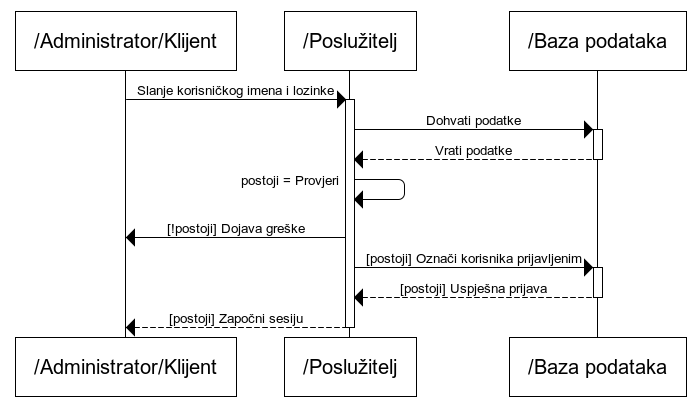 /Administrator/Klijent
/Poslužitelj
/Baza podataka
Slanje korisničkog imena i lozinke
Dohvati podatke
Vrati podatke
postoji = Provjeri
[!postoji] Dojava greške
[postoji] Označi korisnika prijavljenim
[postoji] Uspješna prijava
[postoji] Započni sesiju
/Administrator/Klijent
/Poslužitelj
/Baza podataka